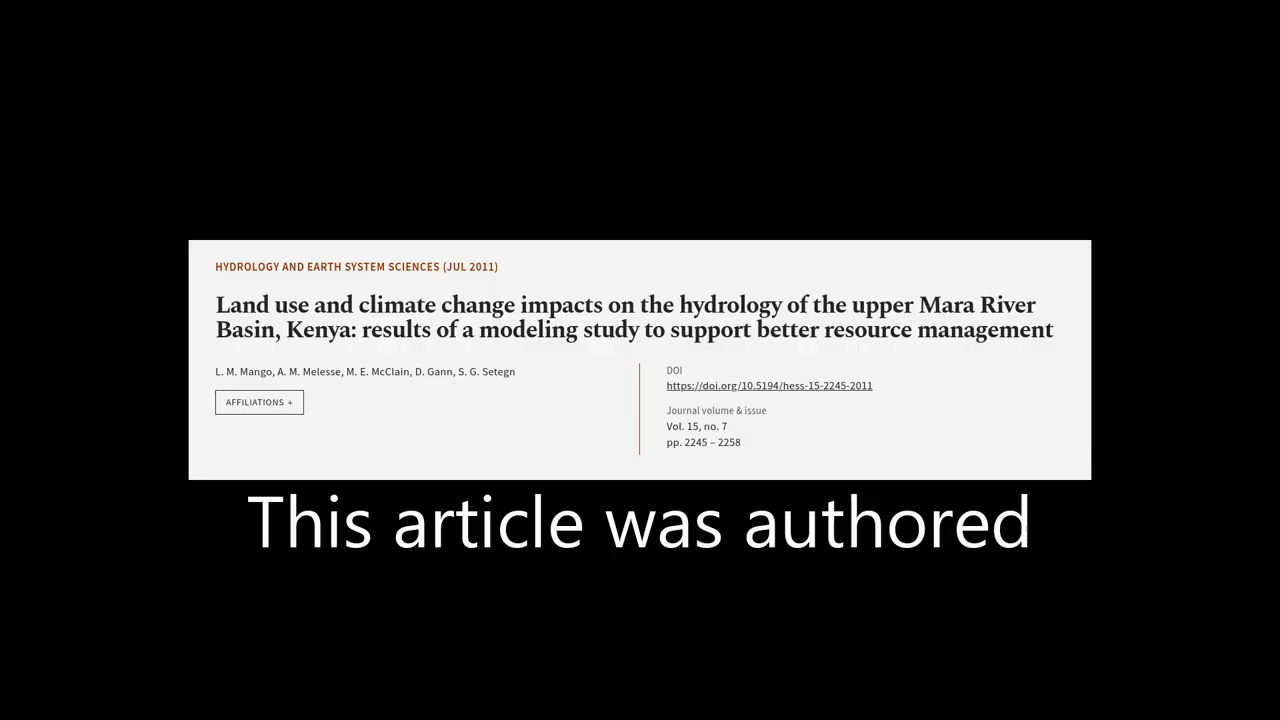 HYDROLOGY AND EARTH SYSTEM SCIENCES (JUL 2011)
Land use and climate change impacts on the hydrology of the upper Mara River
Basin, Kenya: results of a modeling study to support better resource management
L. M. Mango, A. M. Melesse, M. E. McClain, D. Gann, S. G. Setegn
AFFILIATIONS +
DOI
https://doi.org/10.5194/hess-15-2245-2011
Journal volume & issue
Vol. 15, no. 7
pp. 2245 – 2258
This article was authored